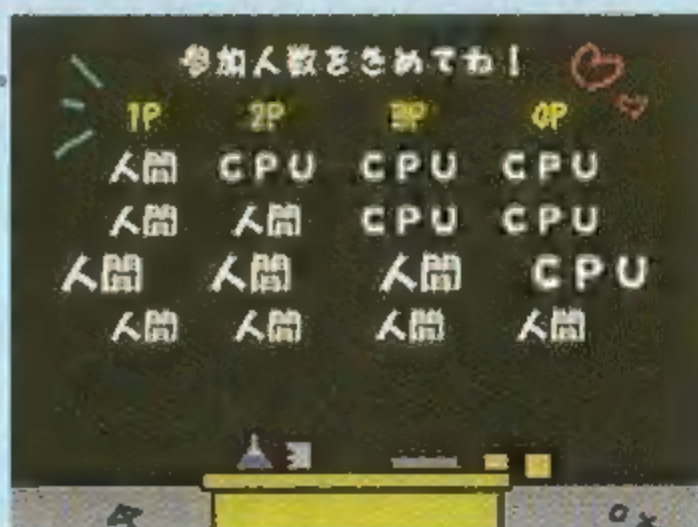 参加人数をきめてね！
1P 2P 3P 4P
人間 CPU CPU CPU
人間 人間 CPU CPU
人間 人間 人間 CPU
人間 人間 人間 人間